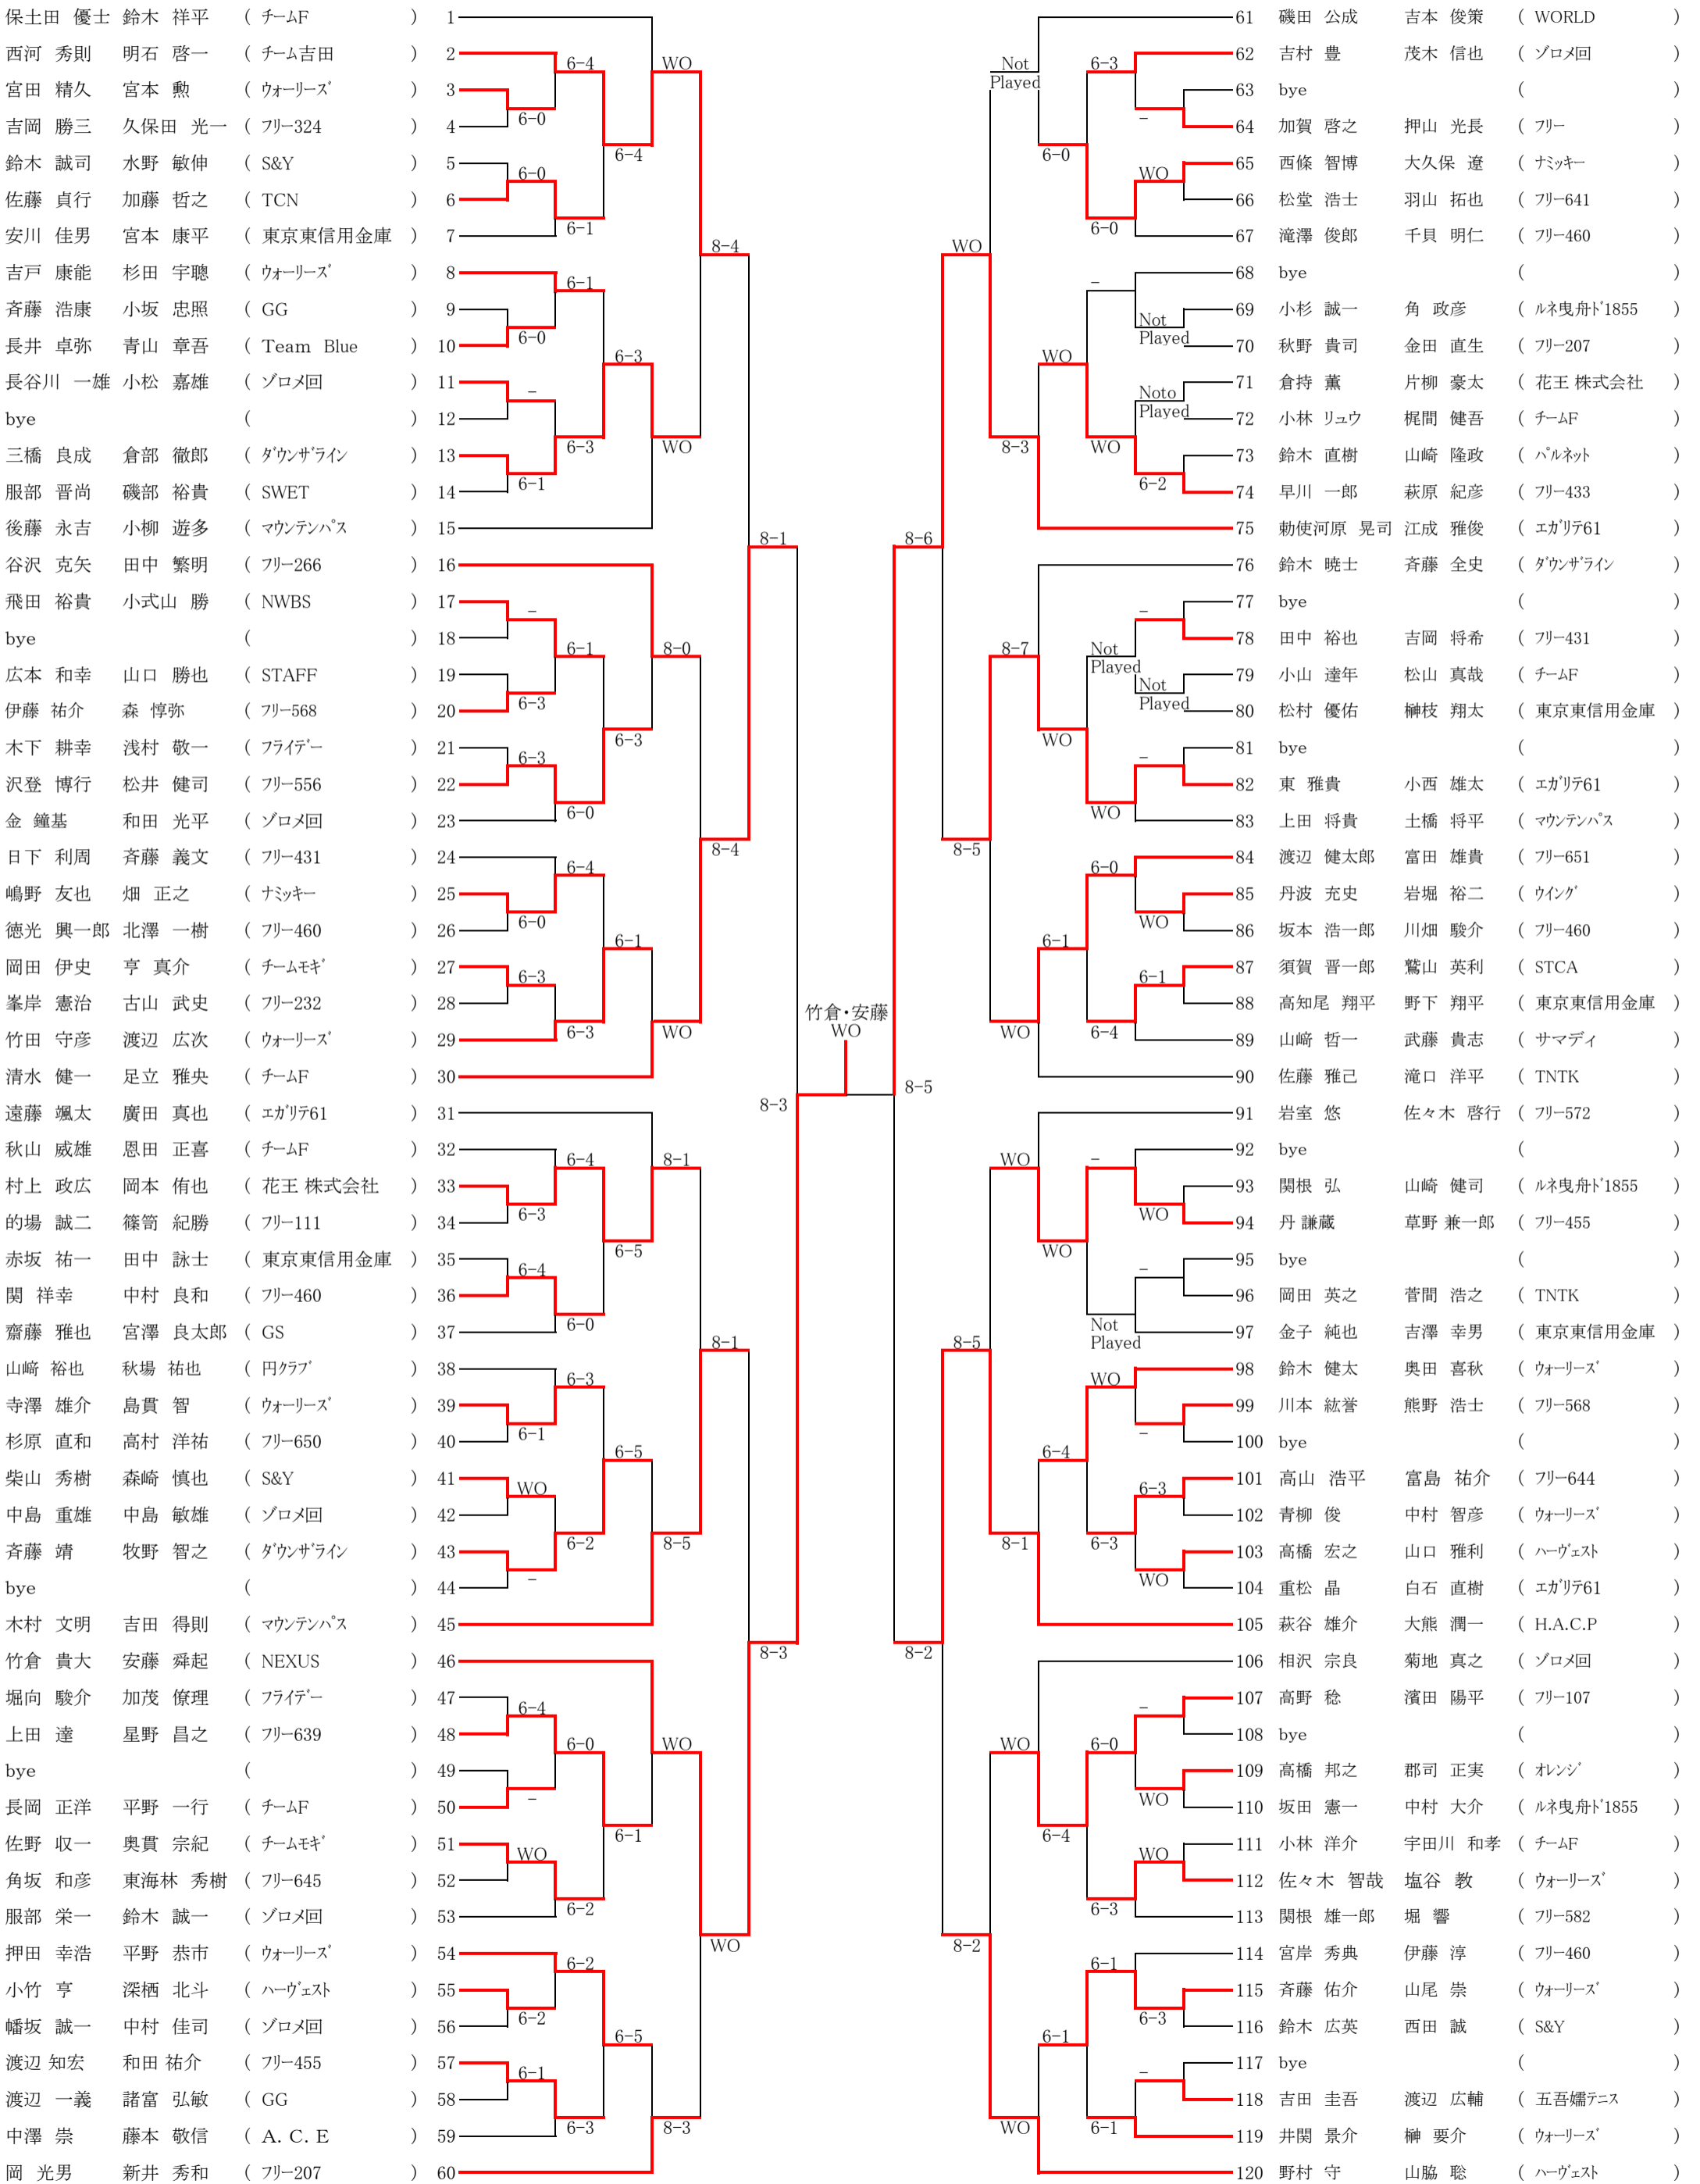 保土田 優士 鈴木 祥平 ( チームF ) 1
西河 秀則 明石 啓一 ( チーム吉田 ) 2
宮田 精久 宮本 勲 ( ウォーリーズ ) 3
吉岡 勝三 久保田 光一 ( フリー324 ) 4
鈴木 誠司 水野 敏伸 ( S&Y ) 5
佐藤 貞行 加藤 哲之 ( TCN ) 6
安川 佳男 宮本 康平 ( 東京東信用金庫 ) 7
吉戸 康能 杉田 宇聰 ( ウォーリーズ ) 8
斉藤 浩康 小坂 忠照 ( GG ) 9
長井 卓弥 青山 章吾 ( Team Blue ) 10
長谷川 一雄 小松 嘉雄 ( ゾロメ回 ) 11
bye ( ) 12
三橋 良成 倉部 徹郎 ( ダウンザライン ) 13
服部 晋尚 磯部 裕貴 ( SWET ) 14
後藤 永吉 小柳 遊多 ( マウンテンパス ) 15
谷沢 克矢 田中 繁明 ( フリー266 ) 16
飛田 裕貴 小式山 勝 ( NWBS ) 17
bye ( ) 18
広本 和幸 山口 勝也 ( STAFF ) 19
伊藤 祐介 森 惇弥 ( フリー568 ) 20
木下 耕幸 浅村 敬一 ( フライデー ) 21
沢登 博行 松井 健司 ( フリー556 ) 22
金 鐘基 和田 光平 ( ゾロメ回 ) 23
日下 利周 斉藤 義文 ( フリー431 ) 24
嶋野 友也 畑 正之 ( ナミッキー ) 25
徳光 興一郎 北澤 一樹 ( フリー460 ) 26
岡田 伊史 亨 真介 ( チームモギ ) 27
峯岸 憲治 古山 武史 ( フリー232 ) 28
竹田 守彦 渡辺 広次 ( ウォーリーズ ) 29
清水 健一 足立 雅央 ( チームF ) 30
遠藤 颯太 廣田 真也 ( エガリテ61 ) 31
秋山 威雄 恩田 正喜 ( チームF ) 32
村上 政広 岡本 侑也 ( 花王 株式会社 ) 33
的場 誠二 篠笥 紀勝 ( フリー111 ) 34
赤坂 祐一 田中 詠士 ( 東京東信用金庫 ) 35
関 祥幸 中村 良和 ( フリー460 ) 36
齋藤 雅也 宮澤 良太郎 ( GS ) 37
山﨑 裕也 秋場 祐也 ( 円クラブ ) 38
寺澤 雄介 島貫 智 ( ウォーリーズ ) 39
杉原 直和 高村 洋祐 ( フリー650 ) 40
柴山 秀樹 森崎 慎也 ( S&Y ) 41
中島 重雄 中島 敏雄 ( ゾロメ回 ) 42
斉藤 靖 牧野 智之 ( ダウンザライン ) 43
bye ( ) 44
木村 文明 吉田 得則 ( マウンテンパス ) 45
竹倉 貴大 安藤 舜起 ( NEXUS ) 46
堀向 駿介 加茂 僚理 ( フライデー ) 47
上田 達 星野 昌之 ( フリー639 ) 48
bye ( ) 49
長岡 正洋 平野 一行 ( チームF ) 50
佐野 収一 奥貫 宗紀 ( チームモギ ) 51
角坂 和彦 東海林 秀樹 ( フリー645 ) 52
服部 栄一 鈴木 誠一 ( ゾロメ回 ) 53
押田 幸浩 平野 恭市 ( ウォーリーズ ) 54
小竹 亨 深栖 北斗 ( ハーヴェスト ) 55
幡坂 誠一 中村 佳司 ( ゾロメ回 ) 56
渡辺 知宏 和田 祐介 ( フリー455 ) 57
渡辺 一義 諸富 弘敏 ( GG ) 58
中澤 崇 藤本 敬信 ( A. C. E ) 59
岡 光男 新井 秀和 ( フリー207 ) 60
6-0
6-0
6-0
-
6-1
-
6-3
6-3
6-0
6-3
6-3
6-4
6-1
WO
-
6-4
-
WO
6-2
6-1
6-4
6-1
6-1
6-3
6-1
6-0
6-4
6-3
6-4
6-0
6-3
6-2
6-0
6-2
6-2
6-3
6-4
6-3
6-3
6-1
6-5
6-5
6-1
6-5
WO
WO
8-0
WO
8-1
8-5
WO
8-3
8-4
8-4
8-1
WO
8-1
8-3
8-3
竹倉・安藤
WO
8-5
8-6
8-2
WO
8-5
8-5
8-2
Not
Played
8-3
8-7
WO
WO
8-1
WO
WO
6-0
WO
WO
6-1
WO
6-4
6-4
6-1
6-3
6-0
-
WO
Not
Played
WO
6-0
6-4
-
Not
Played
WO
6-3
6-0
6-3
6-1
6-1
-
WO
Not
Played
Noto
Played
6-2
-
Not
Played
-
WO
6-1
WO
-
-
6-3
WO
-
WO
WO
6-3
-
61 磯田 公成 吉本 俊策 ( WORLD )
62 吉村 豊 茂木 信也 ( ゾロメ回 )
63 bye ( )
64 加賀 啓之 押山 光長 ( フリー )
65 西條 智博 大久保 遼 ( ナミッキー )
66 松堂 浩士 羽山 拓也 ( フリー641 )
67 滝澤 俊郎 千貝 明仁 ( フリー460 )
68 bye ( )
69 小杉 誠一 角 政彦 ( ルネ曳舟ド1855 )
70 秋野 貴司 金田 直生 ( フリー207 )
71 倉持 薫 片柳 豪太 ( 花王 株式会社 )
72 小林 リュウ 梶間 健吾 ( チームF )
73 鈴木 直樹 山崎 隆政 ( パルネット )
74 早川 一郎 萩原 紀彦 ( フリー433 )
75 勅使河原 晃司 江成 雅俊 ( エガリテ61 )
76 鈴木 暁士 斉藤 全史 ( ダウンザライン )
77 bye ( )
78 田中 裕也 吉岡 将希 ( フリー431 )
79 小山 達年 松山 真哉 ( チームF )
80 松村 優佑 榊枝 翔太 ( 東京東信用金庫 )
81 bye ( )
82 東 雅貴 小西 雄太 ( エガリテ61 )
83 上田 将貴 土橋 将平 ( マウンテンパス )
84 渡辺 健太郎 富田 雄貴 ( フリー651 )
85 丹波 充史 岩堀 裕二 ( ウイング )
86 坂本 浩一郎 川畑 駿介 ( フリー460 )
87 須賀 晋一郎 鷲山 英利 ( STCA )
88 高知尾 翔平 野下 翔平 ( 東京東信用金庫 )
89 山﨑 哲一 武藤 貴志 ( サマディ )
90 佐藤 雅己 滝口 洋平 ( TNTK )
91 岩室 悠 佐々木 啓行 ( フリー572 )
92 bye ( )
93 関根 弘 山崎 健司 ( ルネ曳舟ド1855 )
94 丹 謙蔵 草野 兼一郎 ( フリー455 )
95 bye ( )
96 岡田 英之 菅間 浩之 ( TNTK )
97 金子 純也 吉澤 幸男 ( 東京東信用金庫 )
98 鈴木 健太 奥田 喜秋 ( ウォーリーズ )
99 川本 紘誉 熊野 浩士 ( フリー568 )
100 bye ( )
101 高山 浩平 富島 祐介 ( フリー644 )
102 青柳 俊 中村 智彦 ( ウォーリーズ )
103 高橋 宏之 山口 雅利 ( ハーヴェスト )
104 重松 晶 白石 直樹 ( エガリテ61 )
105 萩谷 雄介 大熊 潤一 ( H.A.C.P )
106 相沢 宗良 菊地 真之 ( ゾロメ回 )
107 高野 稔 濱田 陽平 ( フリー107 )
108 bye ( )
109 高橋 邦之 郡司 正実 ( オレンジ )
110 坂田 憲一 中村 大介 ( ルネ曳舟ド1855 )
111 小林 洋介 宇田川 和孝 ( チームF )
112 佐々木 智哉 塩谷 教 ( ウォーリーズ )
113 関根 雄一郎 堀 響 ( フリー582 )
114 宮岸 秀典 伊藤 淳 ( フリー460 )
115 斉藤 佑介 山尾 崇 ( ウォーリーズ )
116 鈴木 広英 西田 誠 ( S&Y )
117 bye ( )
118 吉田 圭吾 渡辺 広輔 ( 五吾嬬テニス )
119 井関 景介 榊 要介 ( ウォーリーズ )
120 野村 守 山脇 聡 ( ハーヴェスト )